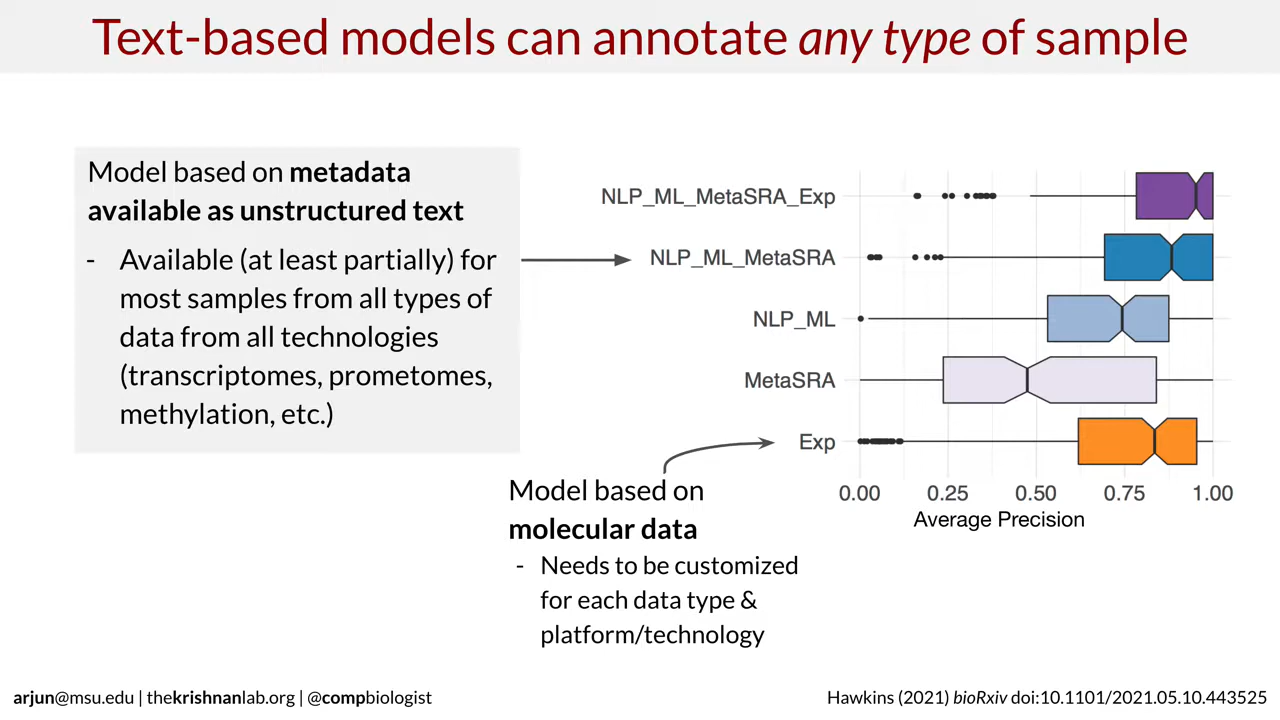 Text-based models can annotate any type of sample
Model based on metadata
available as unstructured text
- Available (at least partially) for
most samples from all types of
data from all technologies
(transcriptomes, prometomes,
methylation, etc.)
NLP_ML_MetaSRA_Exp
NLP_ML_MetaSRA
NLP_ML
MetaSRA
Exp
0.00 0.25 0.50 0.75 1.00
Average Precision
Model based on
molecular data
- Needs to be customized
for each data type &
platform/technology
arjun@msu.edu | thekrishnanlab.org | @compbiologist
Hawkins (2021) bioRxiv doi:10.1101/2021.05.10.443525